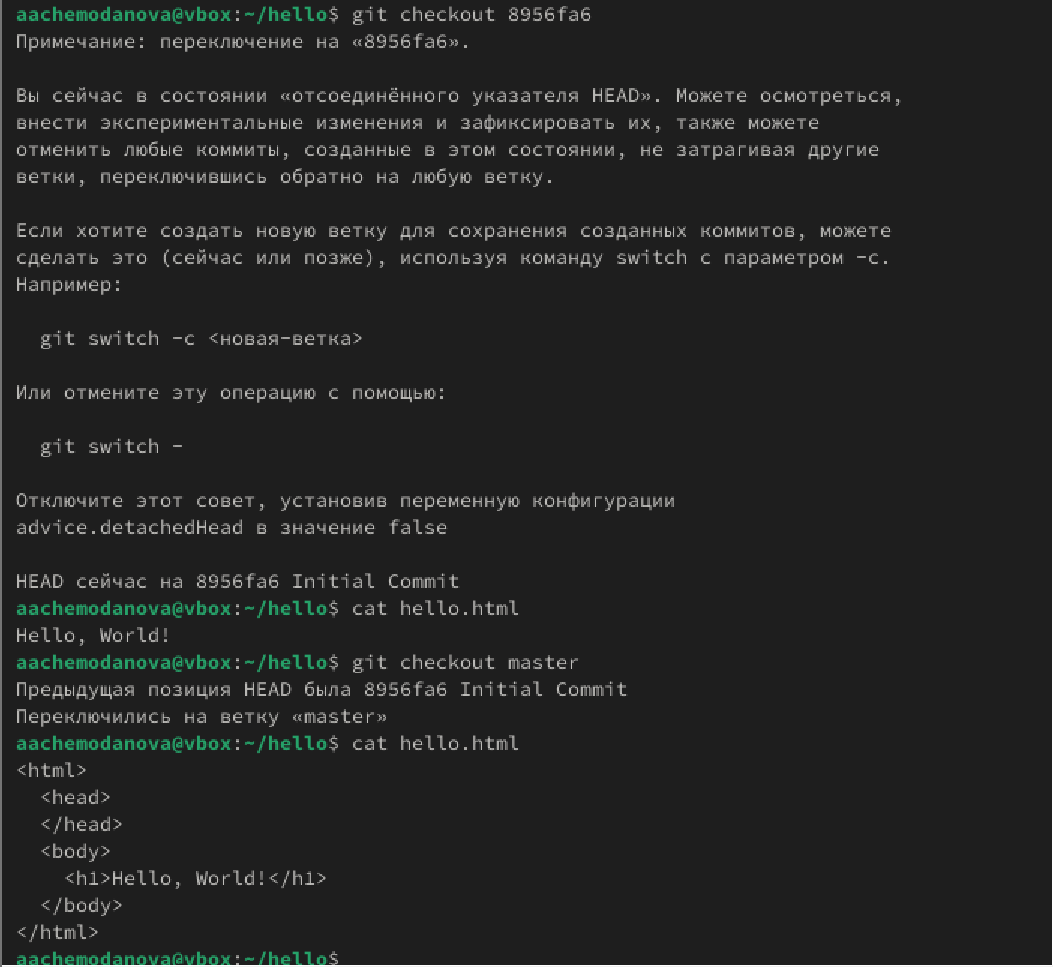 aachemodanova@vbox:~/hello$ git checkout 8956fa6
Примечание: переключение на «8956fa6».
Вы сейчас в состоянии «отсоединённого указателя HEAD». Можете осмотреться,
внести экспериментальные изменения и зафиксировать их, также можете
отменить любые коммиты, созданные в этом состоянии, не затрагивая другие
ветки, переключившись обратно на любую ветку.
Если хотите создать новую ветку для сохранения созданных коммитов, можете
сделать это (сейчас или позже), используя команду switch с параметром -c.
Например:
  git switch -c <новая-ветка>
Или отмените эту операцию с помощью:
  git switch -
Отключите этот совет, установив переменную конфигурации
advice.detachedHead в значение false
HEAD сейчас на 8956fa6 Initial Commit
aachemodanova@vbox:~/hello$ cat hello.html
Hello, World!
aachemodanova@vbox:~/hello$ git checkout master
Предыдущая позиция HEAD была 8956fa6 Initial Commit
Переключились на ветку «master»
aachemodanova@vbox:~/hello$ cat hello.html
<html>
  <head>
  </head>
  <body>
    <h1>Hello, World!</h1>
  </body>
</html>
aachemodanova@vbox:~/hello$